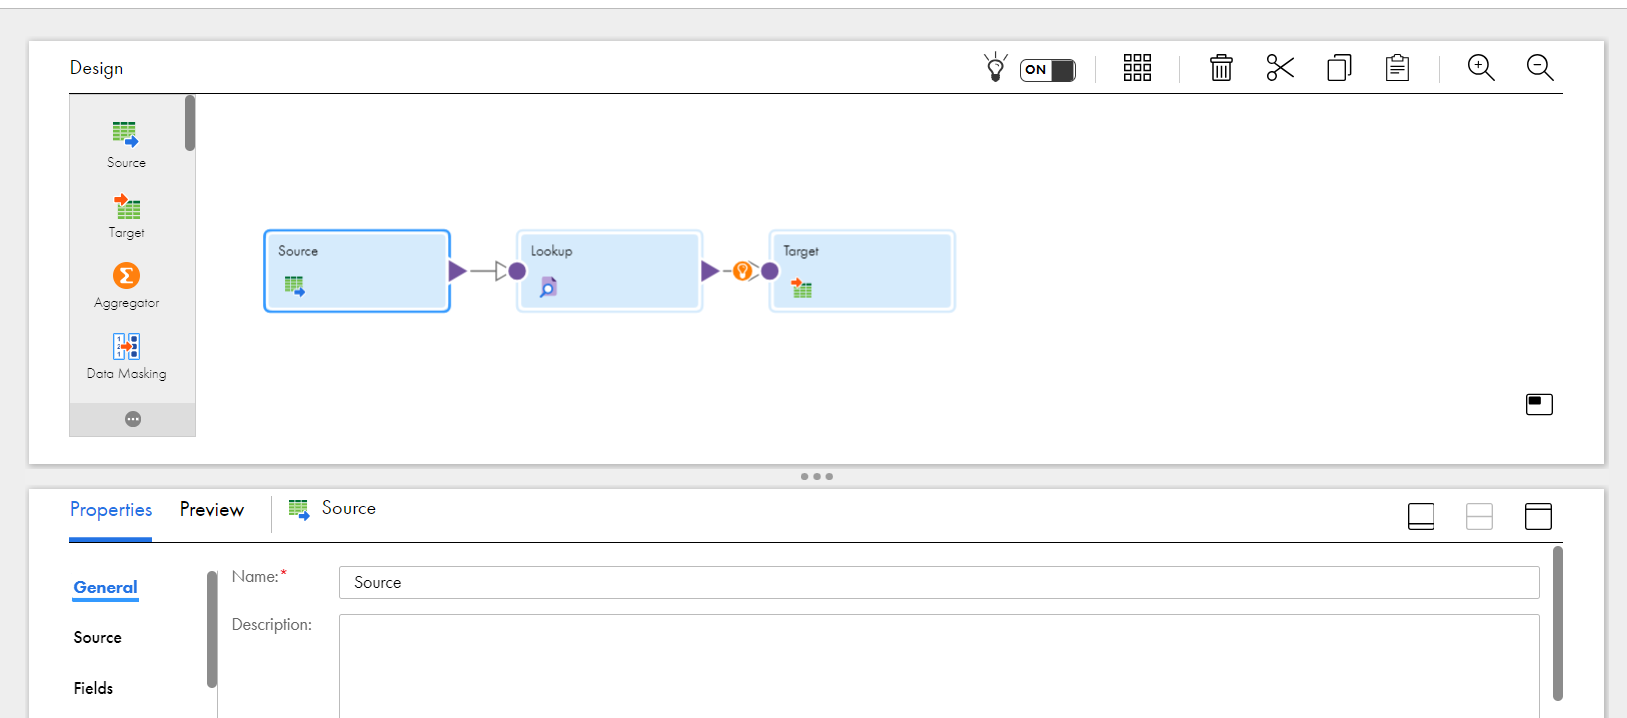 Design
ON
Source
Target
Aggregator
Data Masking
Source
Lookup
Target
Properties
Preview
Source
General
Source
Fields
Name:*
Source
Description: